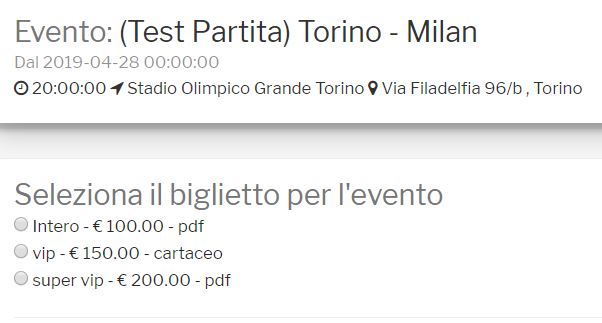 Evento: (Test Partita) Torino - Milan
Dal 2019-04-28 00:00:00
20:00:00 Stadio Olimpico Grande Torino Via Filadelfia 96/b , Torino
Seleziona il biglietto per l'evento
Intero - € 100.00 - pdf
vip - € 150.00 - cartaceo
super vip - € 200.00 - pdf